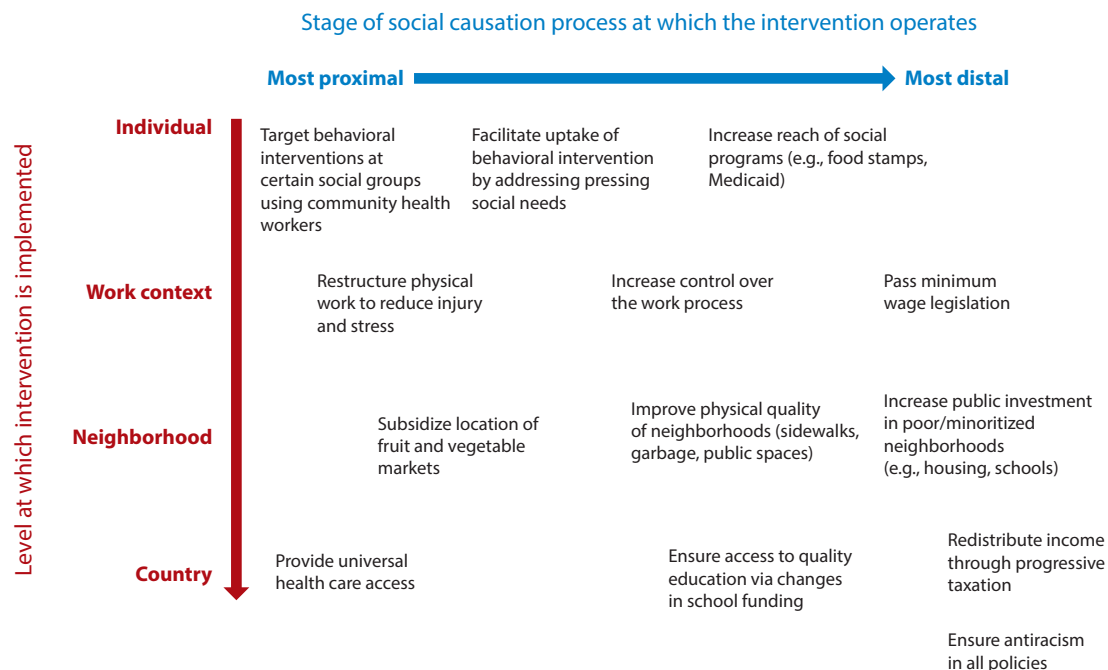 Stage of social causation process at which the intervention operates
Most proximal
Most distal
Level at which intervention is implemented
Individual
Target behavioral
interventions at
certain social groups
using community health
workers
Facilitate uptake of
behavioral intervention
by addressing pressing
social needs
Increase reach of social
programs (e.g., food stamps,
Medicaid)
Work context
Restructure physical
work to reduce injury
and stress
Increase control over
the work process
Pass minimum
wage legislation
Neighborhood
Subsidize location of
fruit and vegetable
markets
Improve physical quality
of neighborhoods (sidewalks,
garbage, public spaces)
Increase public investment
in poor/minoritized
neighborhoods
(e.g., housing, schools)
Country
Provide universal
health care access
Ensure access to quality
education via changes
in school funding
Redistribute income
through progressive
taxation
Ensure antiracism
in all policies